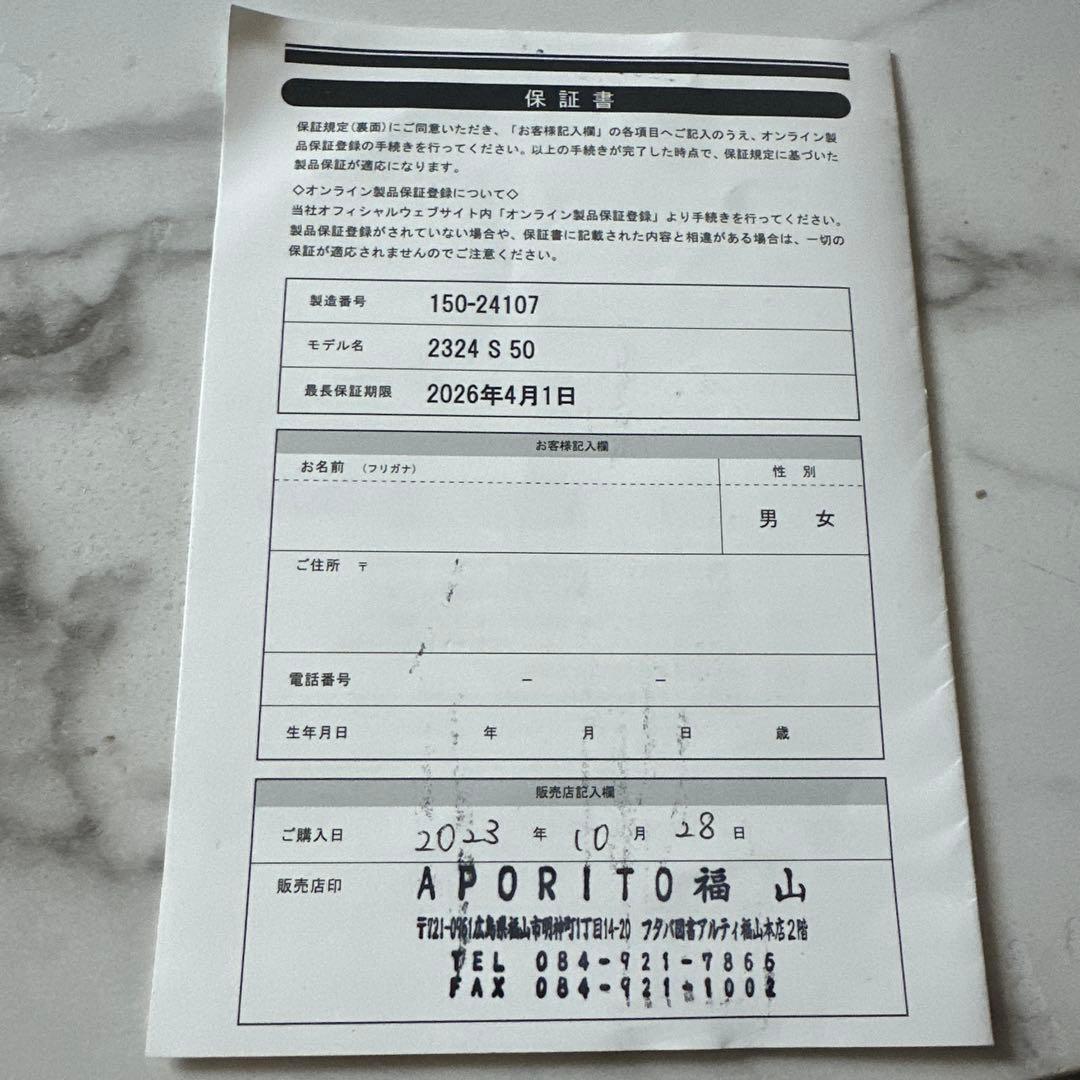 保証書
保証規定(裏面)にご同意いただき、「お客様記入欄」の各項目へご記入のうえ、オンライン製
品保証登録の手続きを行ってください。以上の手続きが完了した時点で、保証規定に基づいた
製品保証が適応になります。
◇オンライン製品保証登録について◇
当社オフィシャルウェブサイト内「オンライン製品保証登録」より手続きを行ってください。
製品保証登録がされていない場合や、保証書に記載された内容と相違がある場合は、一切の
保証が適応されませんのでご注意ください。
製造番号 150-24107
モデル名 2324 S 50
最長保証期限 2026年4月1日
お客様記入欄
お名前 (フリガナ) 性 別
男 女
ご住所 〒
電話番号 − −
生年月日 年 月 日 歳
販売店記入欄
ご購入日 2023 年 10 月 28 日
販売店印 APORITO福 山
〒721-0961広島県福山市明神町1丁目14-20 フタバ図書アルティ福山本店2階
TEL 084-921-7866
FAX 084-921-1002